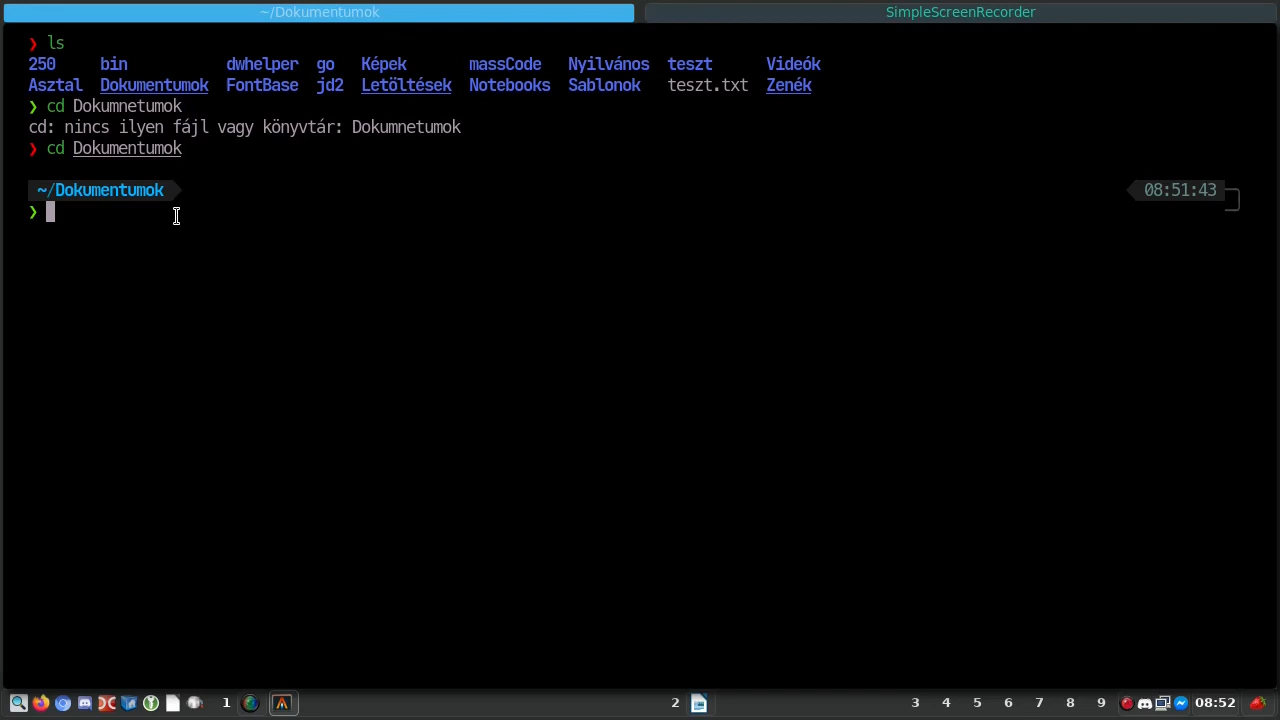 ~/Dokumentumok SimpleScreenRecorder
❯ ls
250 bin dwhelper go Képek massCode Nyilvános teszt Videók
Asztal Dokumentumok FontBase jd2 Letöltések Notebooks Sablonok teszt.txt Zenék
❯ cd Dokumnetumok
cd: nincs ilyen fájl vagy könyvtár: Dokumnetumok
❯ cd Dokumentumok
~/Dokumentumok 08:51:43
❯
1 2 3 4 5 6 7 8 9 08:52